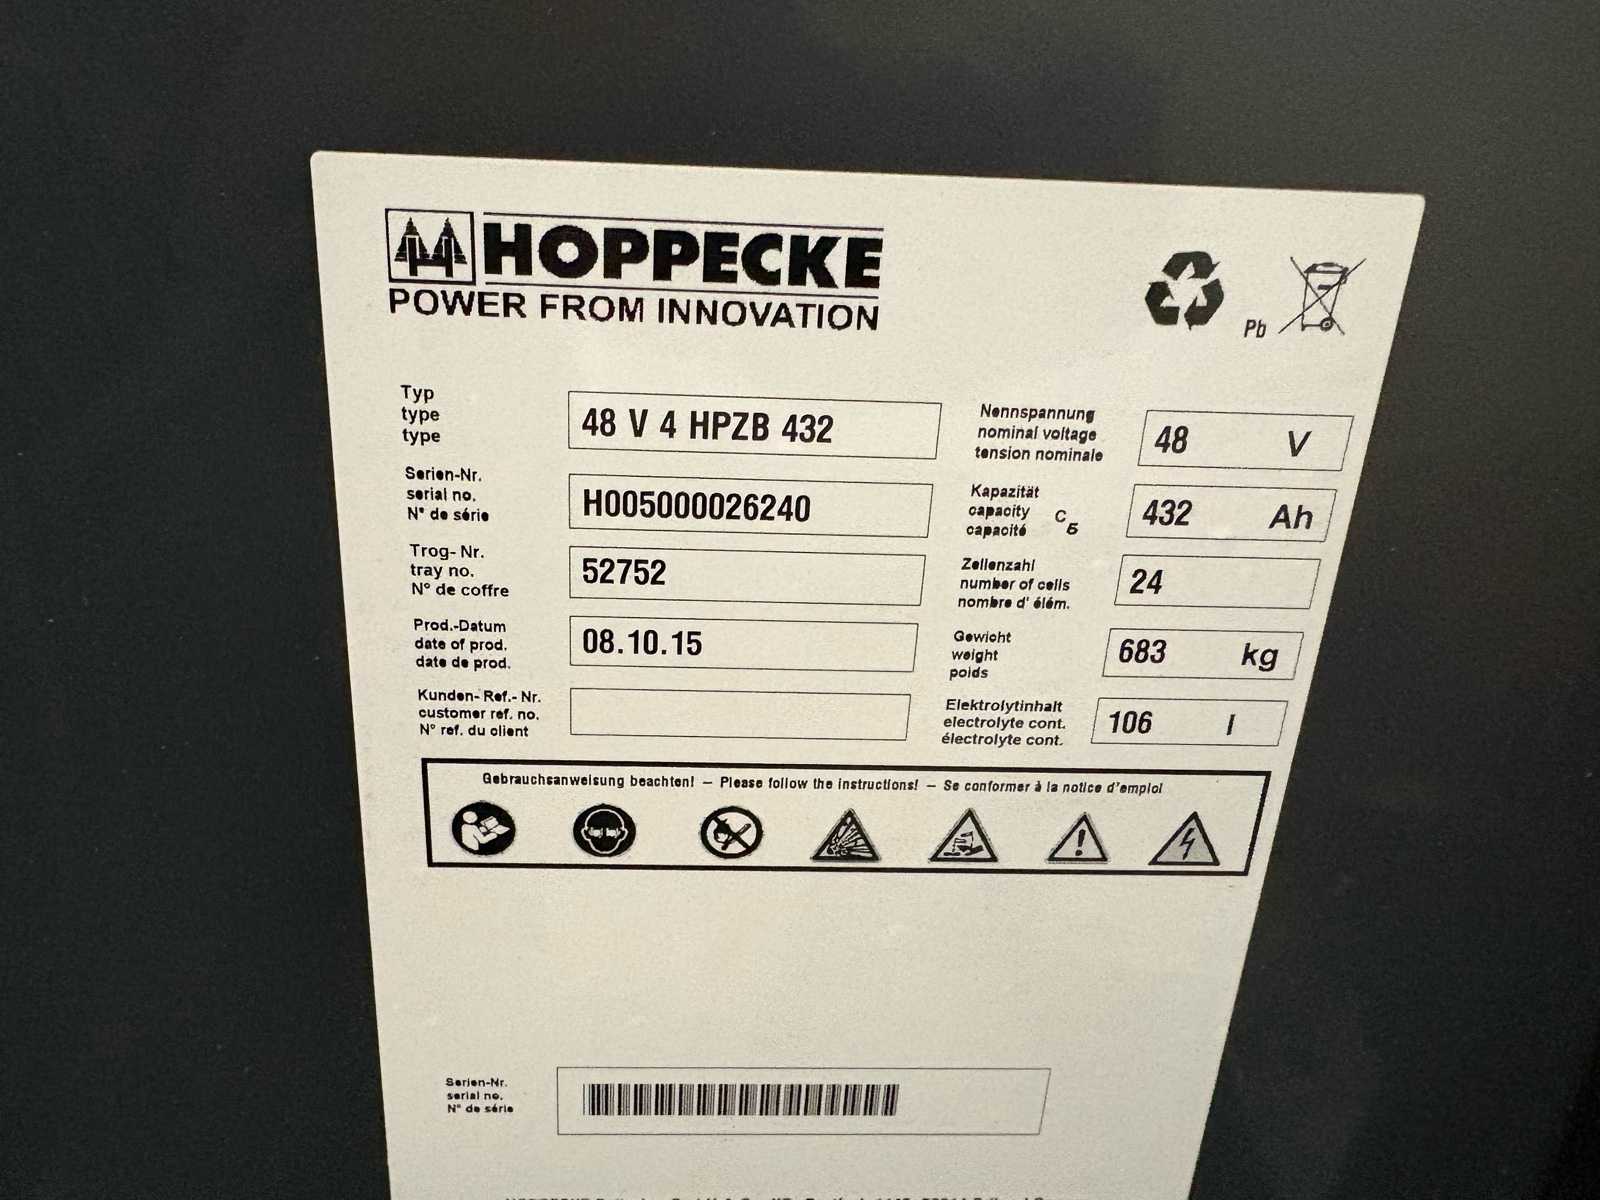 HOPPECKE
POWER FROM INNOVATION
Pb
Typ
type
type
48 V 4 HPZB 432
Serien-Nr.
serial no.
N° de série
H005000026240
Trog- Nr.
tray no.
N° de coffre
52752
Prod.-Datum
date of prod.
date de prod.
08.10.15
Kunden- Ref.- Nr.
customer ref. no.
N° ref. du client
Nennspannung
nominal voltage
tension nominale
48 V
Kapazität
capacity C5
capacité
432 Ah
Zellenzahl
number of cells
nombre d' élém.
24
Gewicht
weight
poids
683 kg
Elektrolytinhalt
electrolyte cont.
électrolyte cont.
106 l
Gebrauchsanweisung beachten! – Please follow the instructions! – Se conformer à la notice d'emploi
Serien-Nr.
serial no.
N° de série